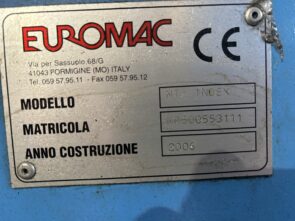 EUROMAC
CE
Via per Sassuolo 68/G
41043 FORMIGINE (MO) ITALY
Tel. 059 57.95.11 - Fax 059 57.95.12
MODELLO INDEX
MATRICOLA
ANNO COSTRUZIONE 2006